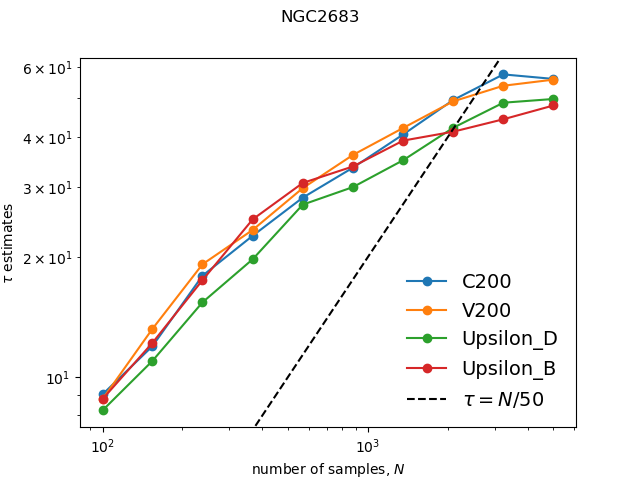 NGC2683
τ estimates
6 × 10¹
4 × 10¹
3 × 10¹
2 × 10¹
10¹
10²
10³
number of samples, N
C200
V200
Upsilon_D
Upsilon_B
τ = N/50